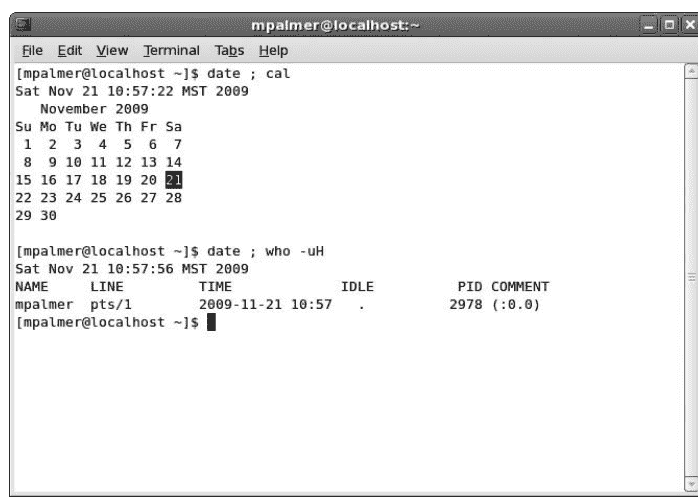 mpalmer@localhost:~
File Edit View Terminal Tabs Help
[mpalmer@localhost ~]$ date ; cal
Sat Nov 21 10:57:22 MST 2009
   November 2009
Su Mo Tu We Th Fr Sa
 1  2  3  4  5  6  7
 8  9 10 11 12 13 14
15 16 17 18 19 20 21
22 23 24 25 26 27 28
29 30
[mpalmer@localhost ~]$ date ; who -uH
Sat Nov 21 10:57:56 MST 2009
NAME     LINE         TIME             IDLE          PID COMMENT
mpalmer  pts/1        2009-11-21 10:57   .          2978 (:0.0)
[mpalmer@localhost ~]$